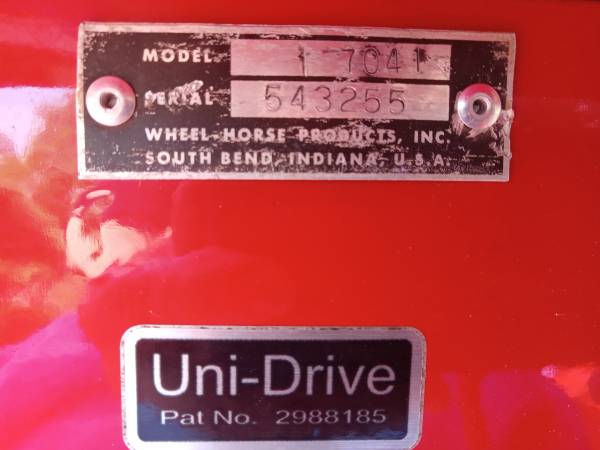 MODEL 1 7041
SERIAL 543255
WHEEL-HORSE PRODUCTS, INC.
SOUTH BEND, INDIANA, U.S.A.
Uni-Drive
Pat No. 2988185